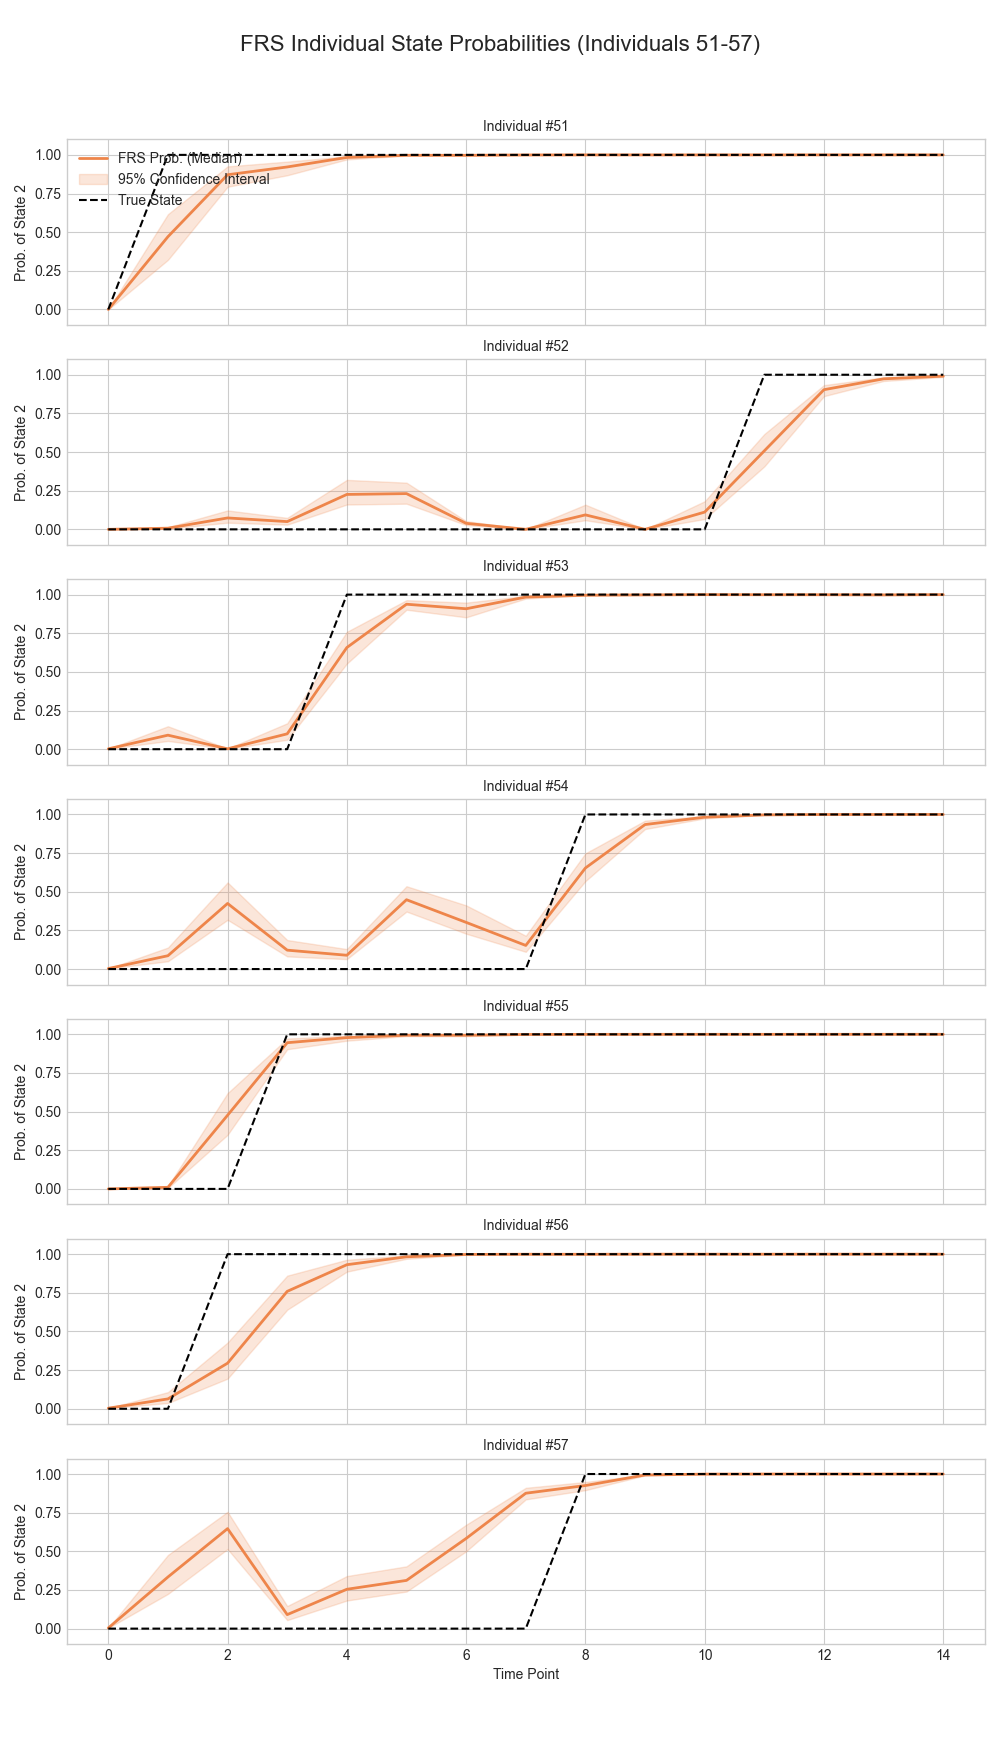 FRS Individual State Probabilities (Individuals 51-57)
Individual #51
FRS Prob. (Median)
95% Confidence Interval
True State
1.00
0.75
0.50
0.25
0.00
Prob. of State 2
Individual #52
1.00
0.75
0.50
0.25
0.00
Prob. of State 2
Individual #53
1.00
0.75
0.50
0.25
0.00
Prob. of State 2
Individual #54
1.00
0.75
0.50
0.25
0.00
Prob. of State 2
Individual #55
1.00
0.75
0.50
0.25
0.00
Prob. of State 2
Individual #56
1.00
0.75
0.50
0.25
0.00
Prob. of State 2
Individual #57
1.00
0.75
0.50
0.25
0.00
Prob. of State 2
0 2 4 6 8 10 12 14
Time Point